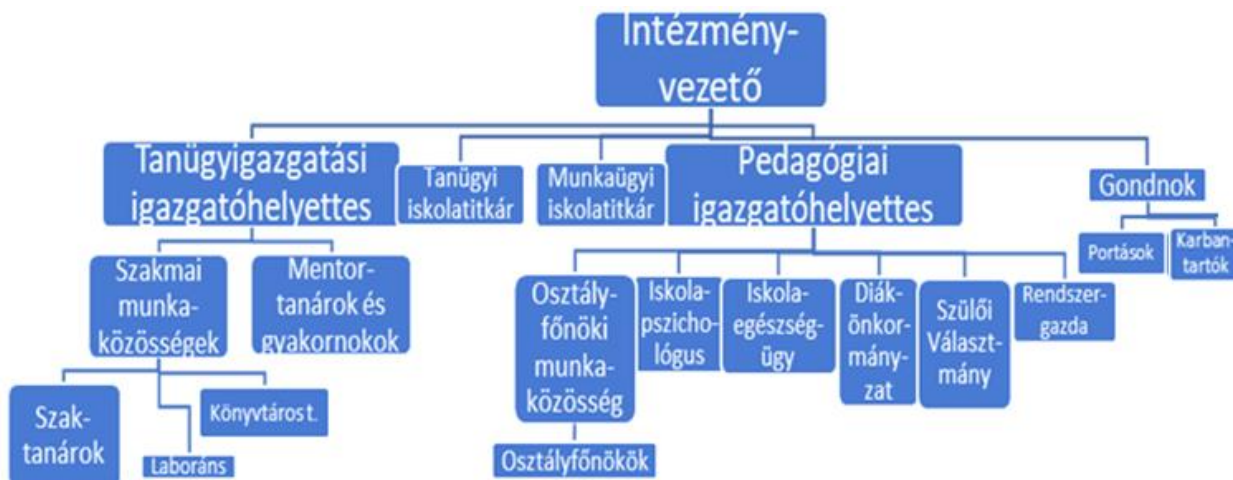 Intézmény-
vezető
Tanügyigazgatási
igazgatóhelyettes
Tanügyi
iskolatitkár
Munkaügyi
iskolatitkár
Pedagógiai
igazgatóhelyettes
Gondnok
Szakmai
munka-
közösségek
Mentor-
tanárok és
gyakornokok
Osztály-
főnöki
munka-
közösség
Iskola-
pszicho-
lógus
Iskola-
egészség-
ügy
Diák-
önkor-
mány-
zat
Szülői
Választ-
mány
Rendszer-
gazda
Portások
Karban-
tartók
Szak-
tanárok
Laboráns
Könyvtáros t.
Osztályfőnökök